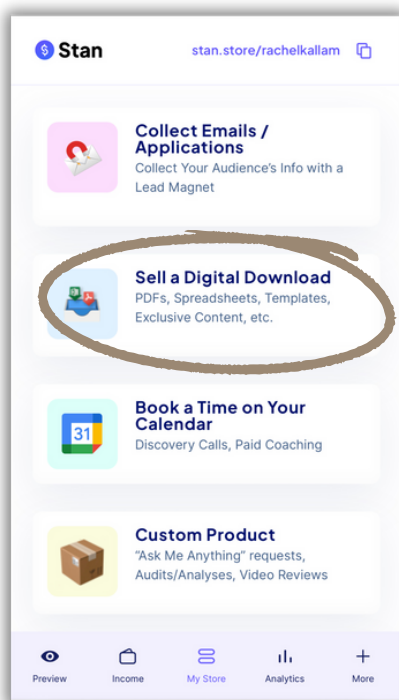 Stan
stan.store/rachelkallam
Collect Emails /
Applications
Collect Your Audience's Info with a
Lead Magnet
Sell a Digital Download
PDFs, Spreadsheets, Templates,
Exclusive Content, etc.
31
Book a Time on Your
Calendar
Discovery Calls, Paid Coaching
Custom Product
“Ask Me Anything” requests,
Audits/Analyses, Video Reviews
Preview
Income
My Store
Analytics
More